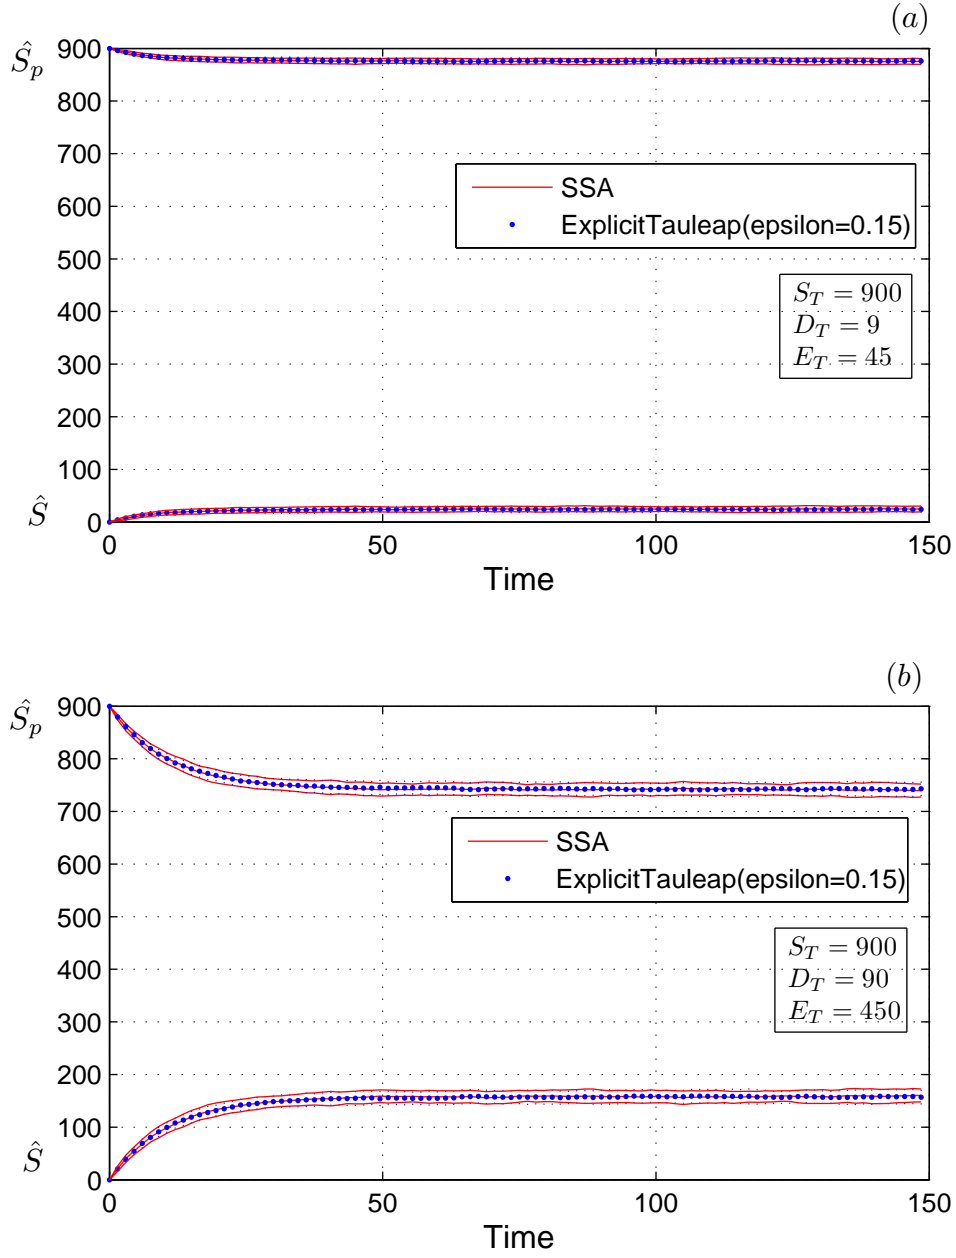 (a)
Ŝ_p
900
800
700
600
500
400
300
200
100
0
Ŝ
SSA
ExplicitTauleap(epsilon=0.15)
S_T = 900
D_T = 9
E_T = 45
0 50 100 150
Time
(b)
Ŝ_p
900
800
700
600
500
400
300
200
100
0
Ŝ
SSA
ExplicitTauleap(epsilon=0.15)
S_T = 900
D_T = 90
E_T = 450
0 50 100 150
Time